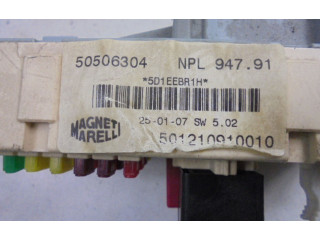 50506304 NPL 947.91
*5D1EEBR1H*
25-01-07 SW 5.02
MAGNETI
MARELLI
501210910010